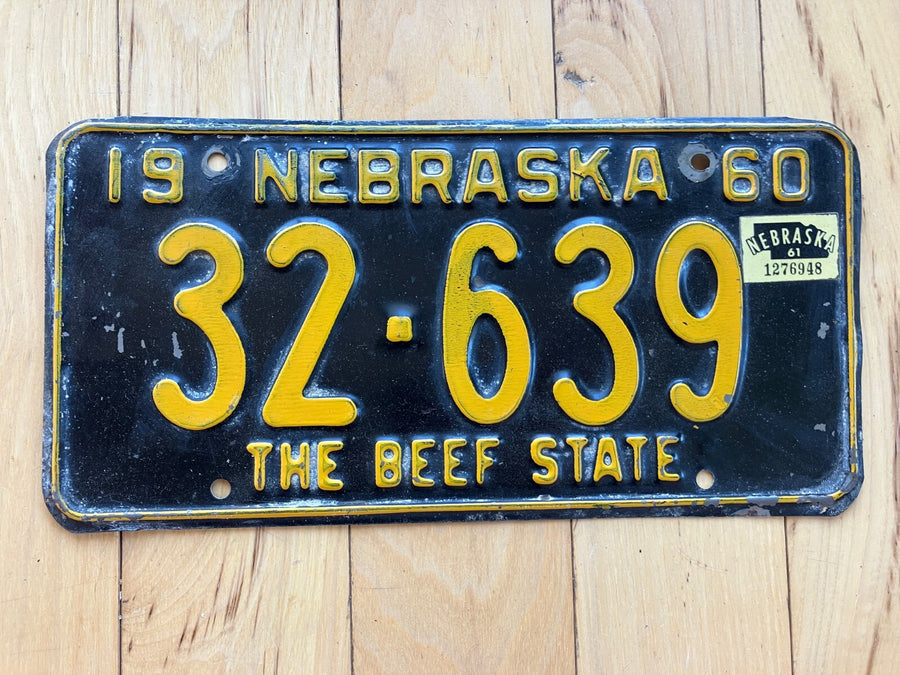 19 NEBRASKA 60
32·639
NEBRASKA
61
1276948
THE BEEF STATE